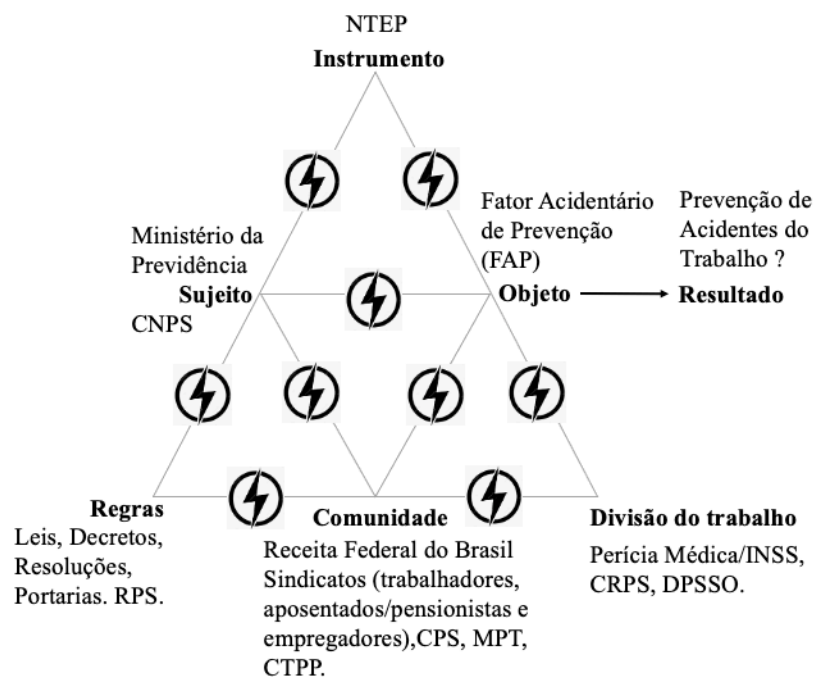 NTEP
Instrumento
Ministério da
Previdência
Sujeito
CNPS
Fator Acidentário
de Prevenção
(FAP)
Objeto
Prevenção de
Acidentes do
Trabalho ?
Resultado
Regras
Leis, Decretos,
Resoluções,
Portarias. RPS.
Comunidade
Receita Federal do Brasil
Sindicatos (trabalhadores,
aposentados/pensionistas e
empregadores),CPS, MPT,
CTPP.
Divisão do trabalho
Perícia Médica/INSS,
CRPS, DPSSO.